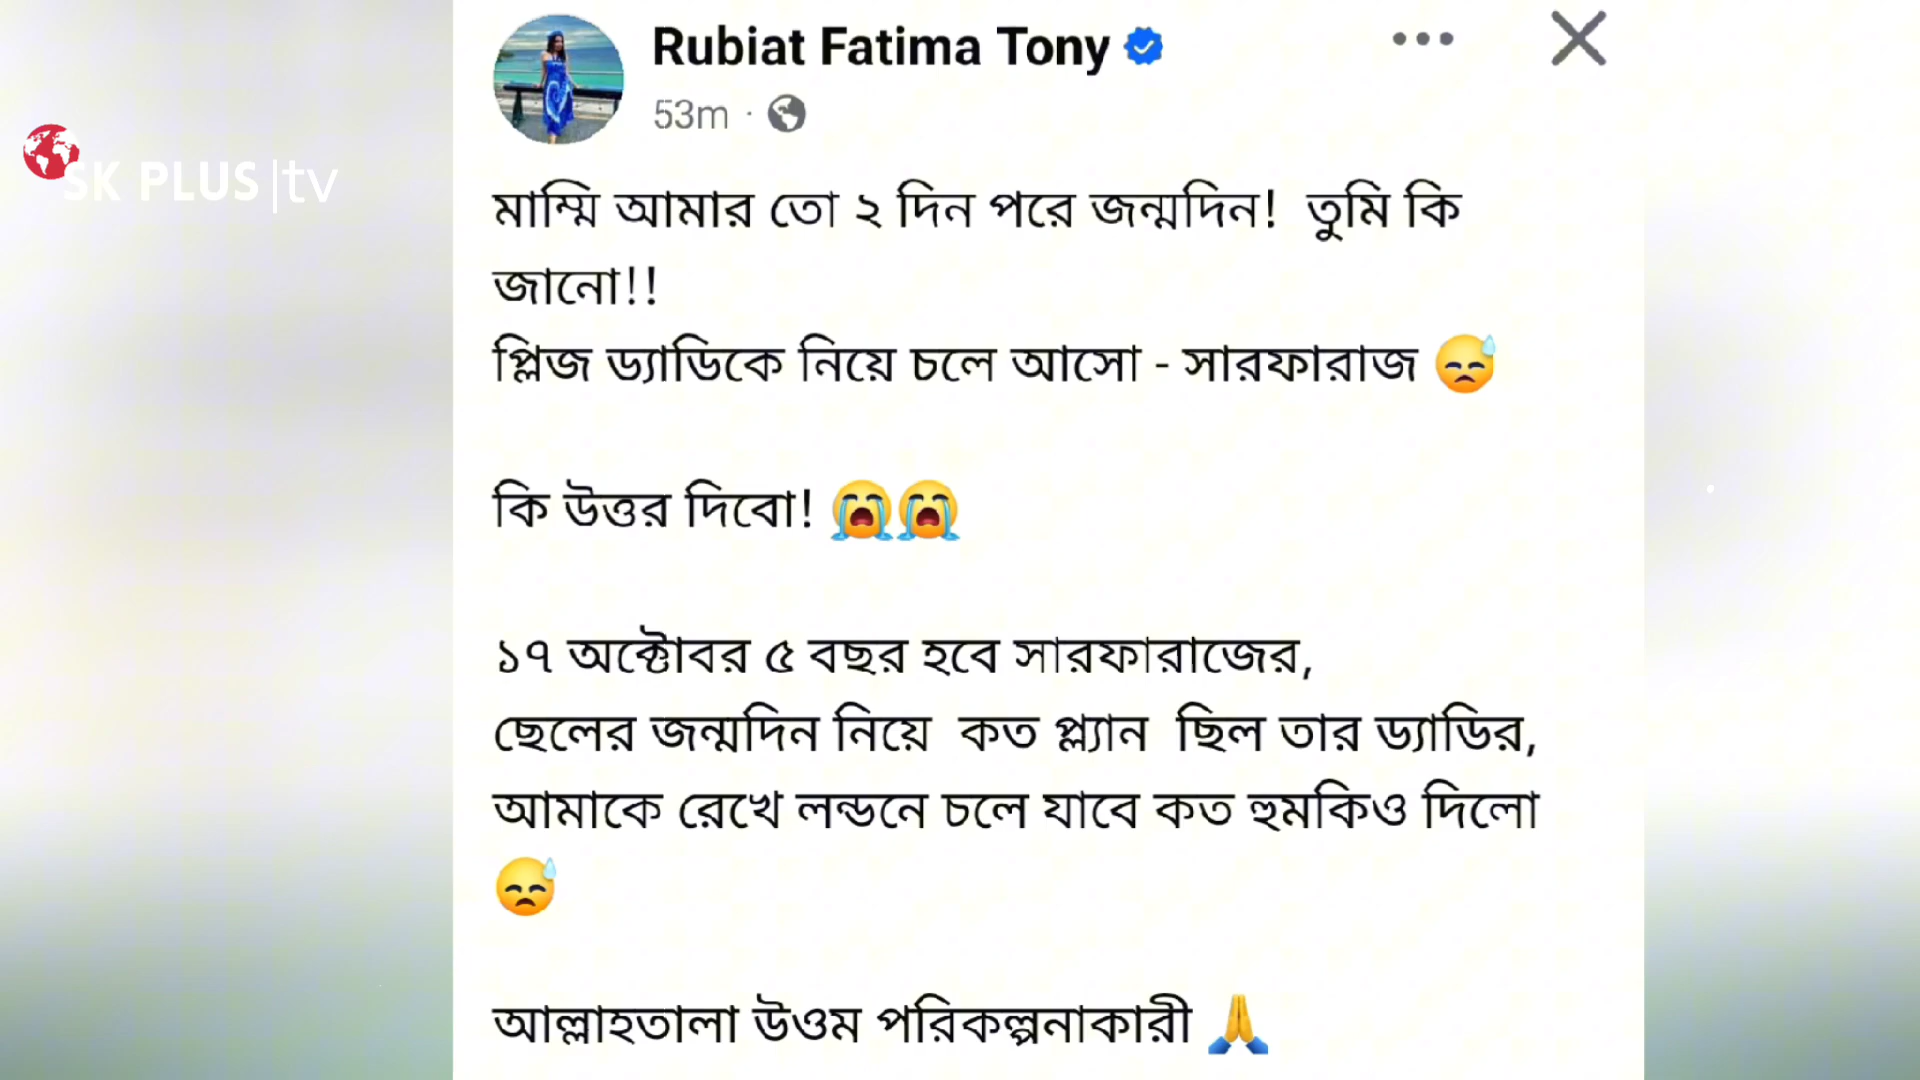 Rubiat Fatima Tony
53m ·
SK PLUS|tv
মাম্মি আমার তো ২ দিন পরে জন্মদিন! তুমি কি
জানো!!
প্লিজ ড্যাডিকে নিয়ে চলে আসো - সারফারাজ 😓
কি উত্তর দিবো! 😭😭
১৭ অক্টোবর ৫ বছর হবে সারফারাজের,
ছেলের জন্মদিন নিয়ে কত প্ল্যান ছিল তার ড্যাডির,
আমাকে রেখে লন্ডনে চলে যাবে কত হুমকিও দিলো
😓
আল্লাহতালা উওম পরিকল্পনাকারী 🙏